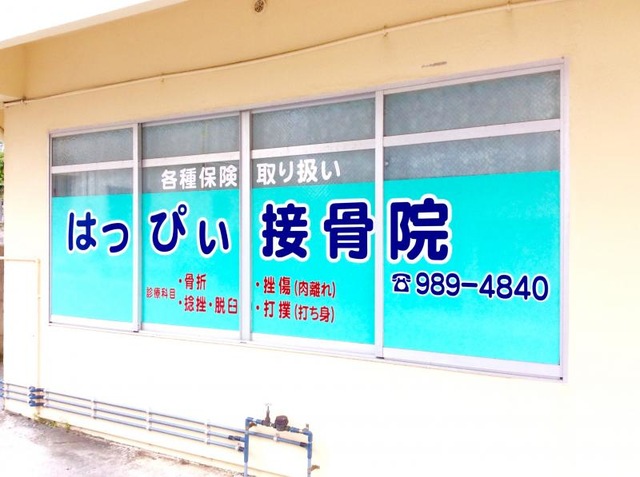 各種保険 取り扱い
はっぴぃ 接骨院
☎989-4840
診療科目
・骨折
・捻挫・脱臼
・挫傷(肉離れ)
・打撲(打ち身)